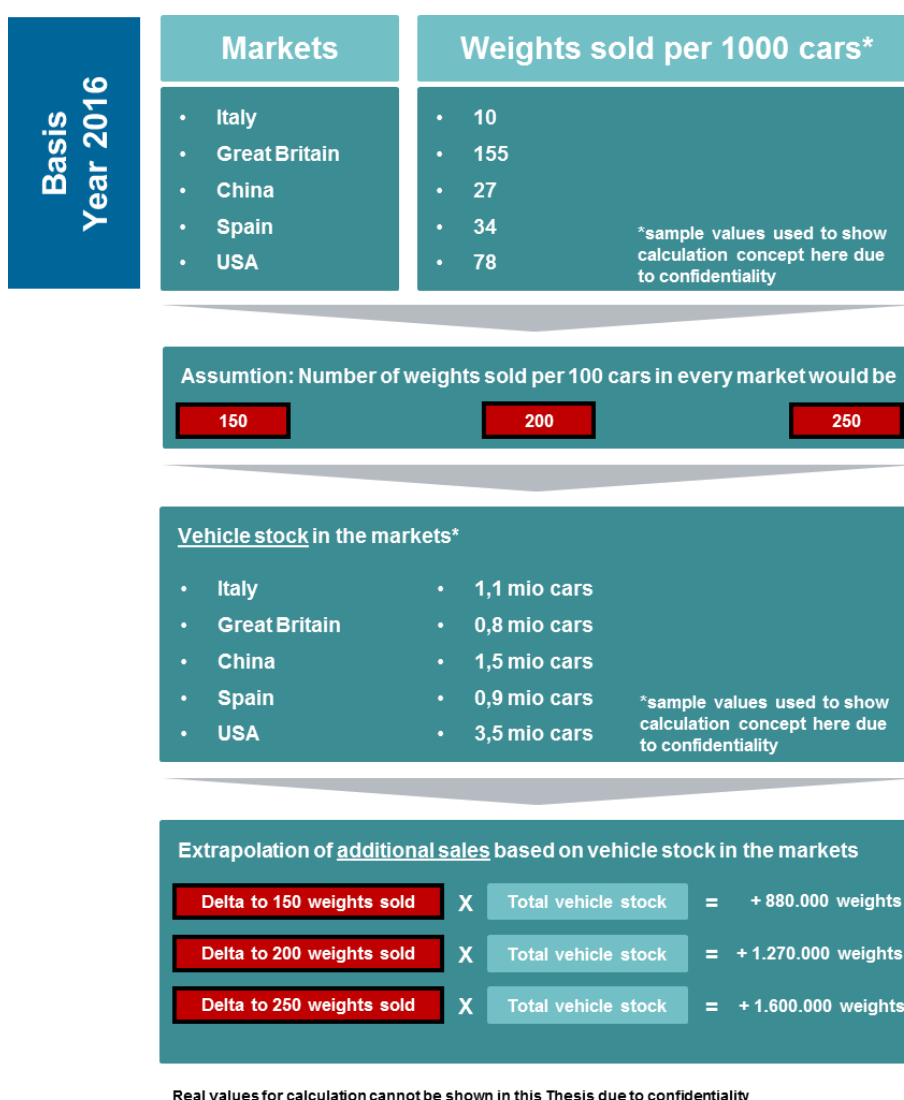 Basis
Year 2016
Markets
Weights sold per 1000 cars*
• Italy
• Great Britain
• China
• Spain
• USA
• 10
• 155
• 27
• 34
• 78
*sample values used to show
calculation concept here due
to confidentiality
Assumtion: Number of weights sold per 100 cars in every market would be
150
200
250
Vehicle stock in the markets*
• Italy
• Great Britain
• China
• Spain
• USA
• 1,1 mio cars
• 0,8 mio cars
• 1,5 mio cars
• 0,9 mio cars
• 3,5 mio cars
*sample values used to show
calculation concept here due
to confidentiality
Extrapolation of additional sales based on vehicle stock in the markets
Delta to 150 weights sold X Total vehicle stock = + 880.000 weights
Delta to 200 weights sold X Total vehicle stock = + 1.270.000 weights
Delta to 250 weights sold X Total vehicle stock = + 1.600.000 weights
Real values for calculation cannot be shown in this Thesis due to confidentiality